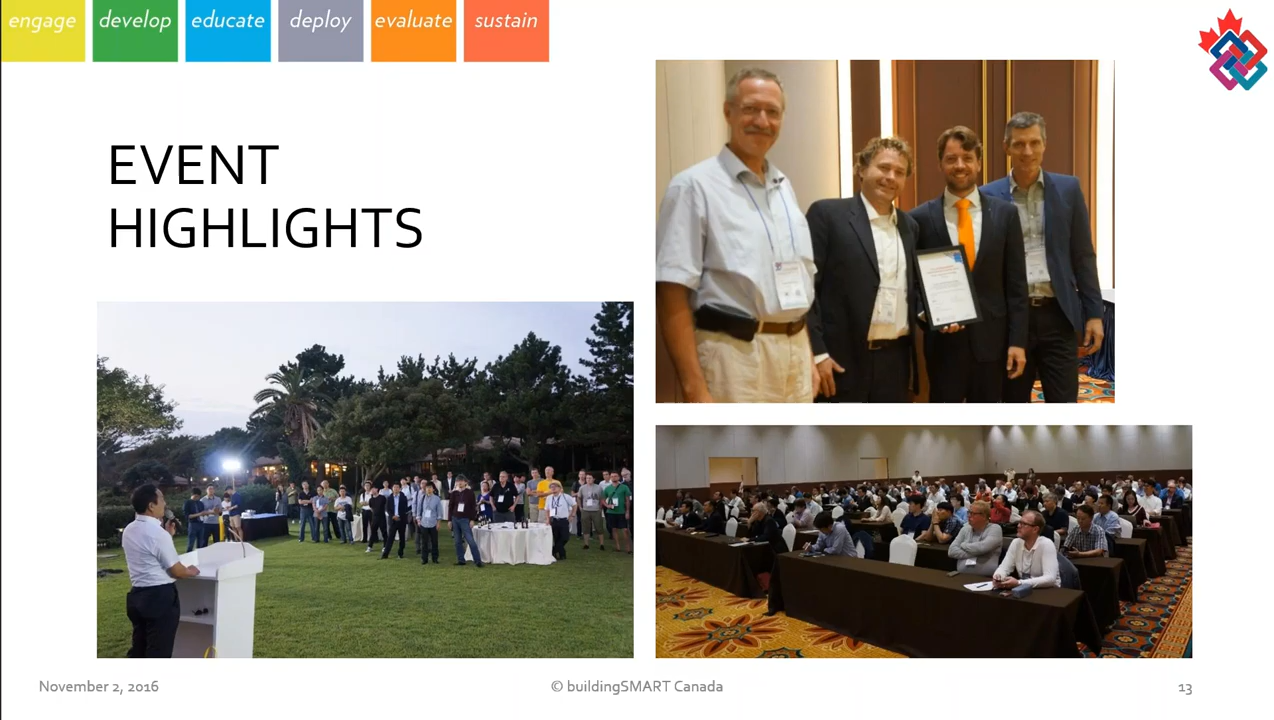 engage develop educate deploy evaluate sustain
EVENT
HIGHLIGHTS
November 2, 2016 © buildingSMART Canada 13